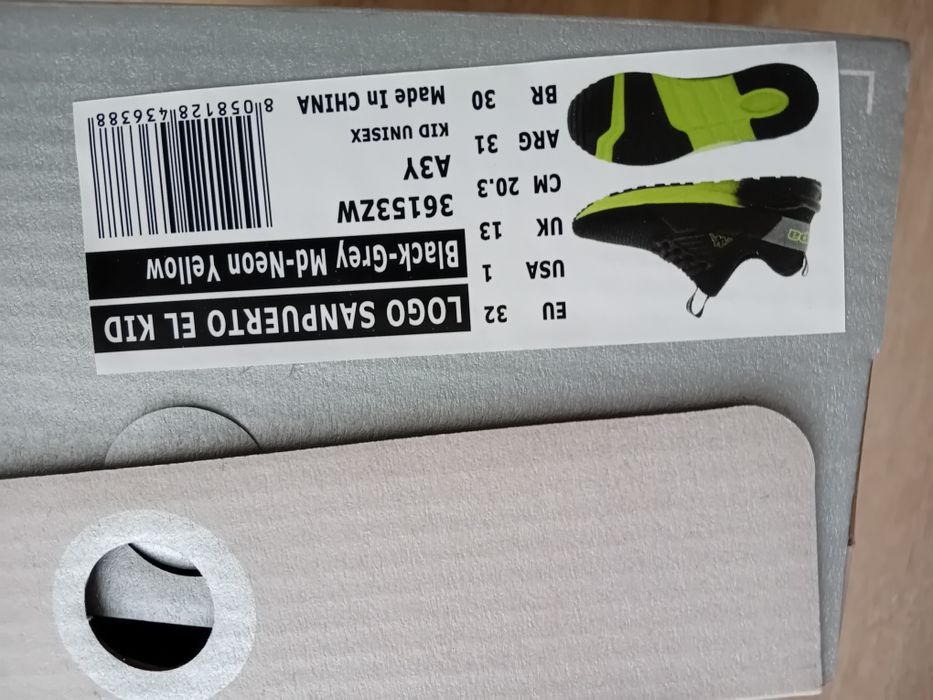 EU 32
USA 1
UK 13
CM 20.3
ARG 31
BR 30
LOGO SANPUERTO EL KID
Black-Grey Md-Neon Yellow
36153ZW
A3Y
KID UNISEX
Made In CHINA
8 058128 436388